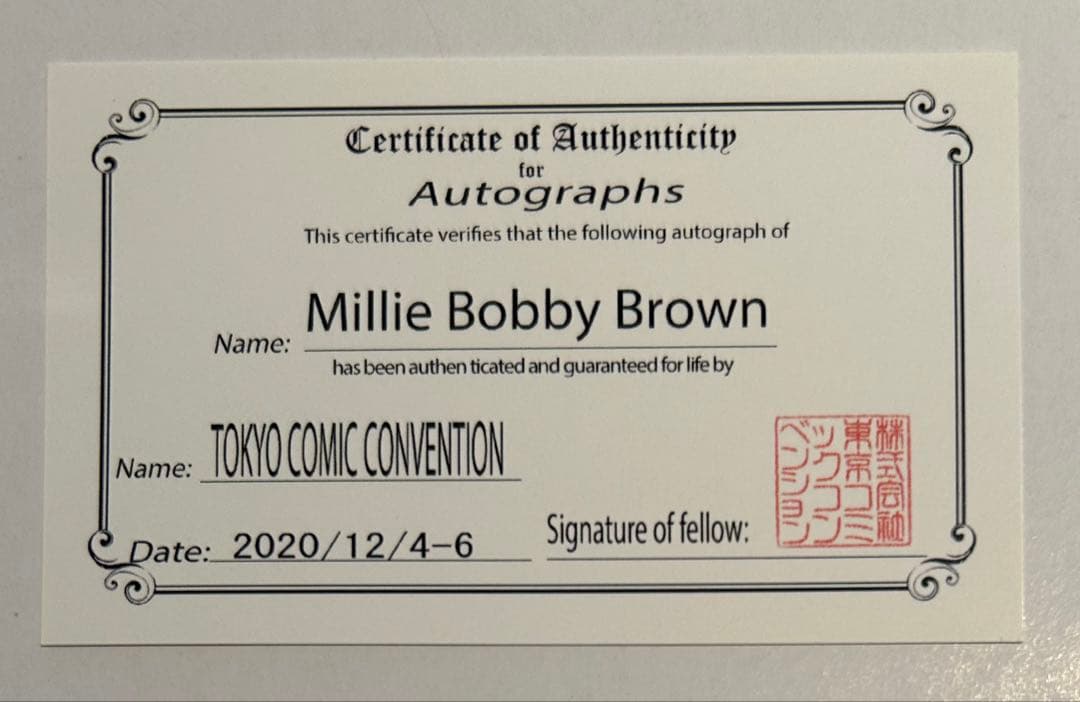 Certificate of Authenticity
for
Autographs
This certificate verifies that the following autograph of
Name: Millie Bobby Brown
has been authen ticated and guaranteed for life by
Name: TOKYO COMIC CONVENTION
Date: 2020/12/4-6
Signature of fellow:
株式会社
東京コミ
ックコン
ベンション